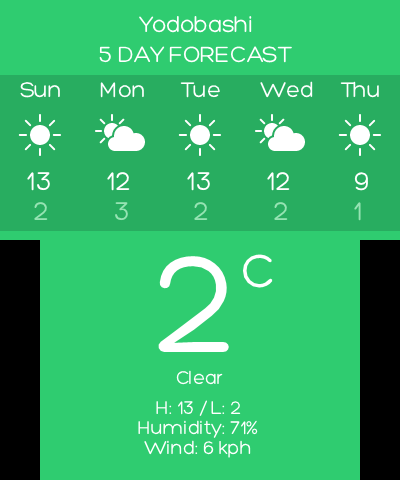 Yodobashi
5 DAY FORECAST
Sun Mon Tue Wed Thu
13 12 13 12 9
2 3 2 2 1
2 C
Clear
H: 13 / L: 2
Humidity: 71%
Wind: 6 kph